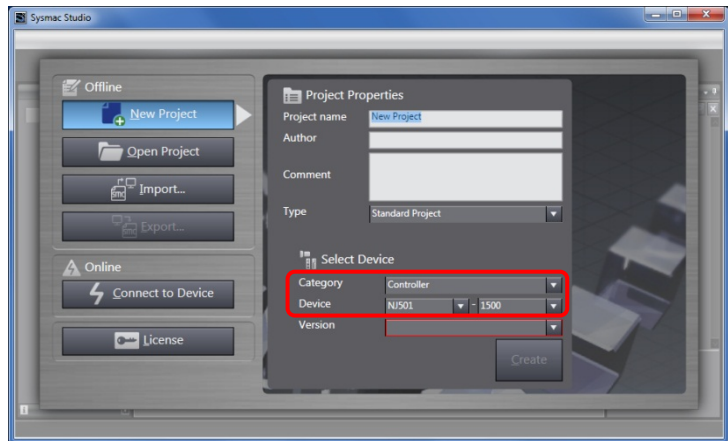 Sysmac Studio
Offline
New Project
Open Project
Import...
Export...
Online
Connect to Device
License
Project Properties
Project name New Project
Author
Comment
Type Standard Project
Select Device
Category Controller
Device NJ501 - 1500
Version
Create